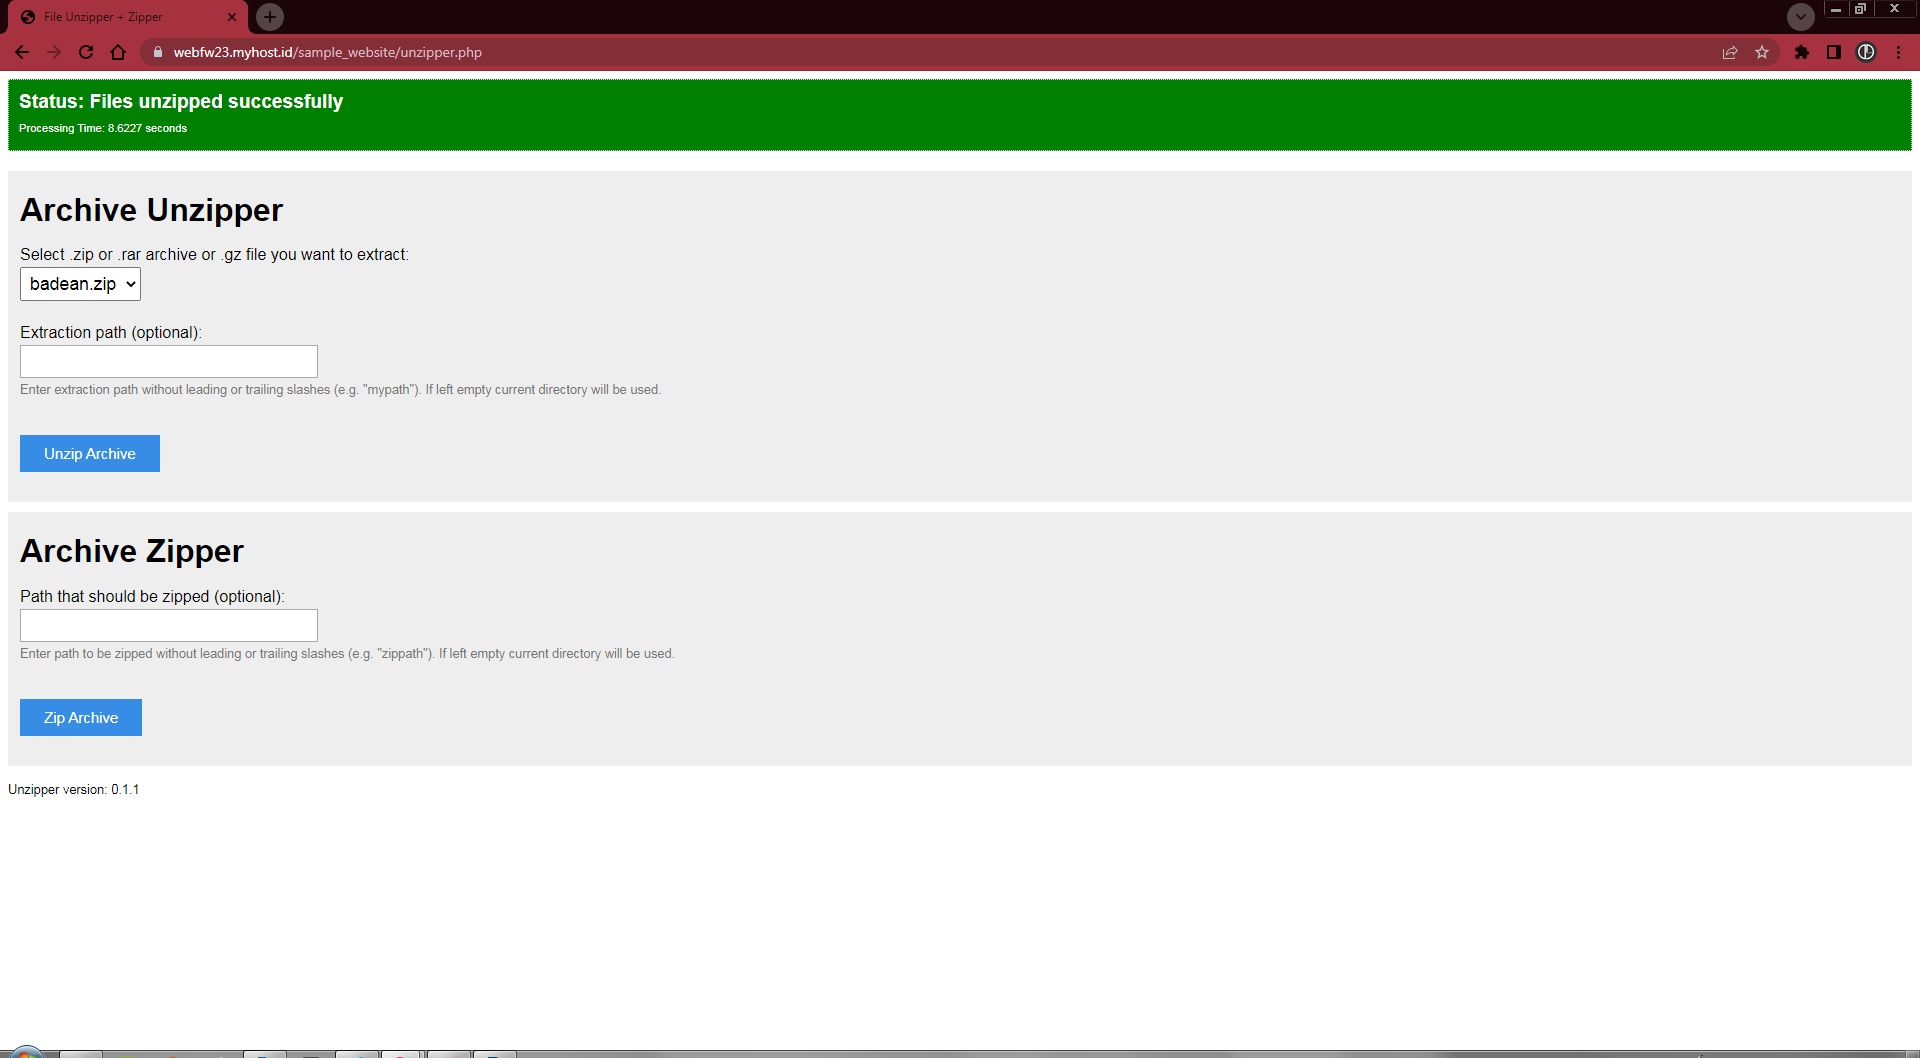 File Unzipper + Zipper
webfw23.myhost.id/sample_website/unzipper.php
Status: Files unzipped successfully
Processing Time: 8.6227 seconds
Archive Unzipper
Select .zip or .rar archive or .gz file you want to extract:
badean.zip
Extraction path (optional):
Enter extraction path without leading or trailing slashes (e.g. "mypath"). If left empty current directory will be used.
Unzip Archive
Archive Zipper
Path that should be zipped (optional):
Enter path to be zipped without leading or trailing slashes (e.g. "zippath"). If left empty current directory will be used.
Zip Archive
Unzipper version: 0.1.1